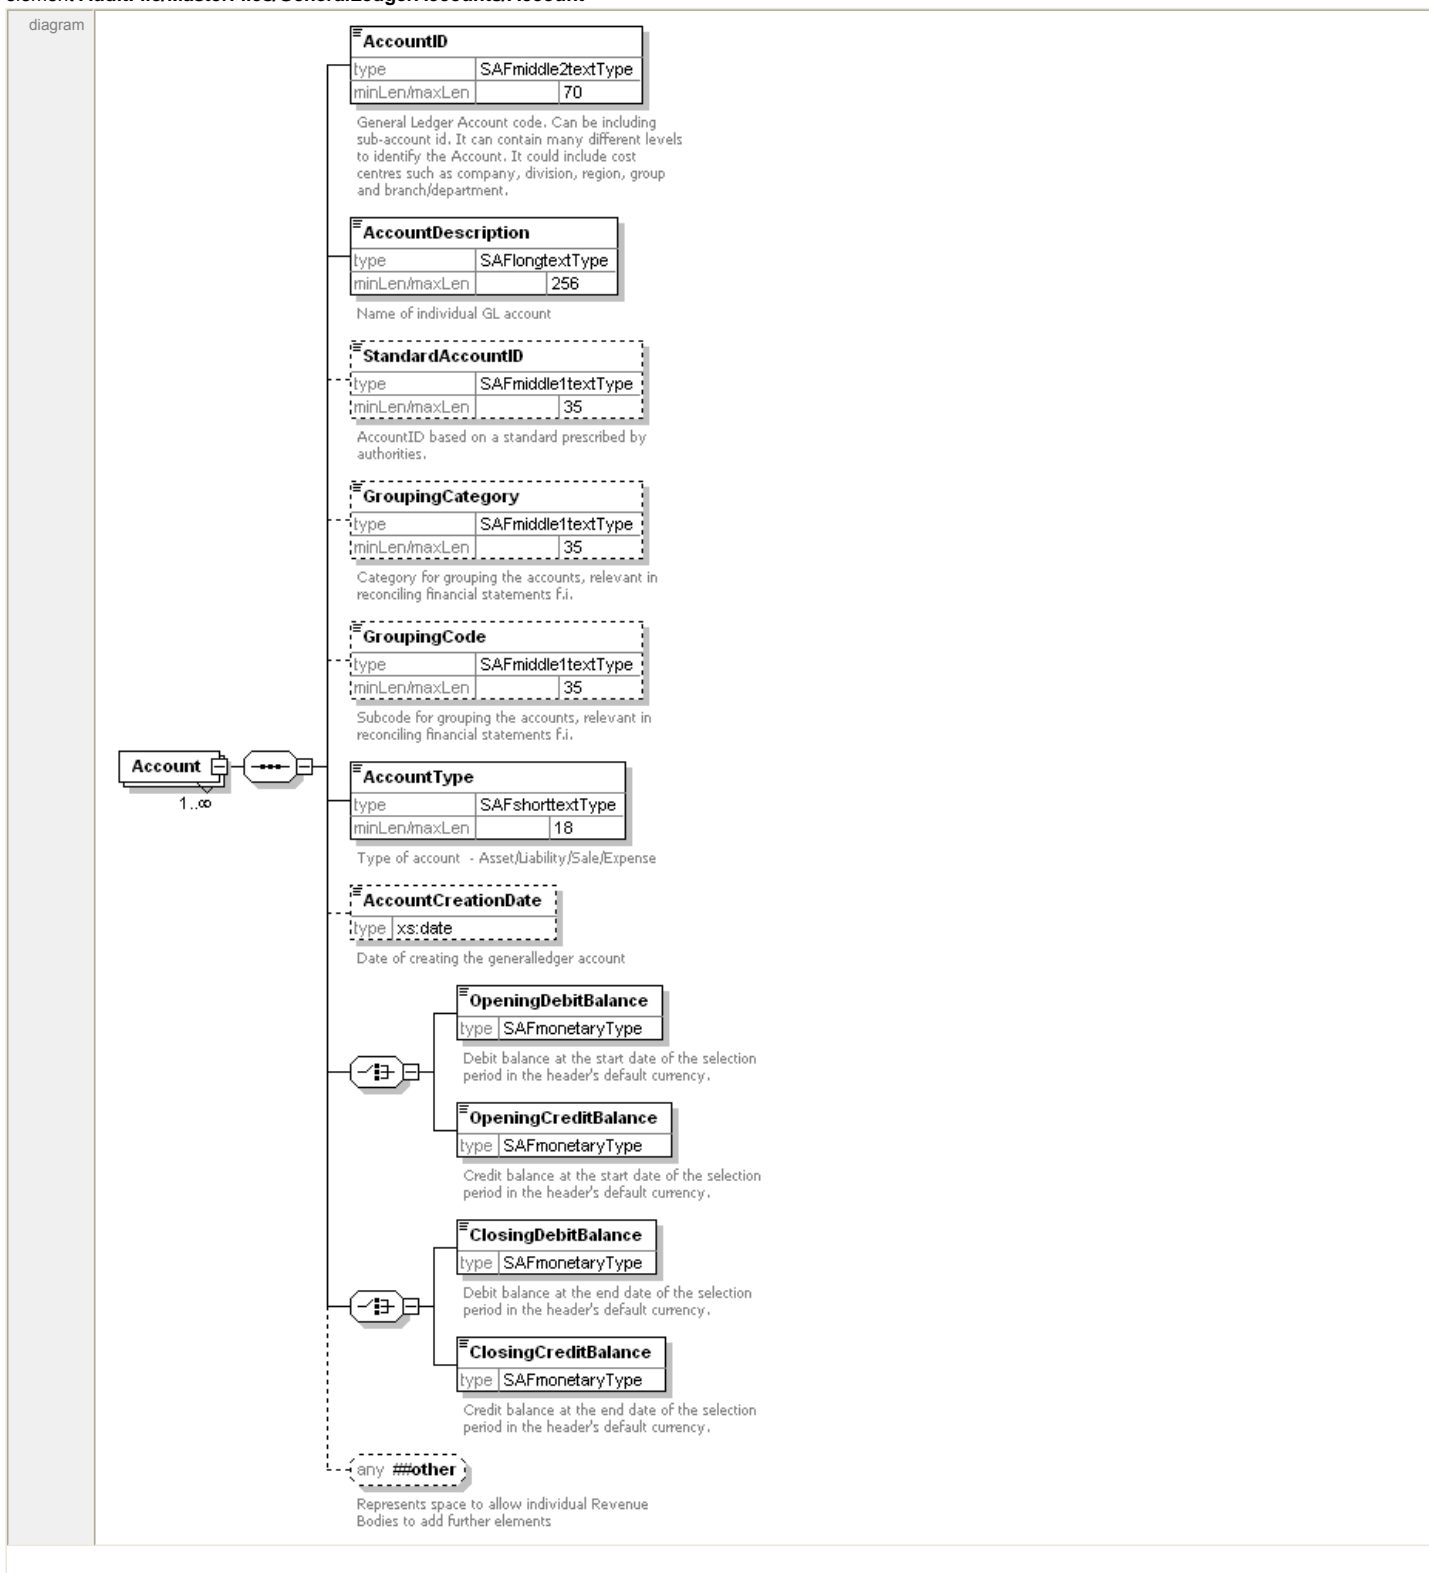 element AuditFile/MasterFiles/GeneralLedgerAccounts/Account
diagram
AccountID
type SAFmiddle2textType
minLen/maxLen 70
General Ledger Account code. Can be including
sub-account id. It can contain many different levels
to identify the Account. It could include cost
centres such as company, division, region, group
and branch/department.
AccountDescription
type SAFlongtextType
minLen/maxLen 256
Name of individual GL account
StandardAccountID
type SAFmiddle1textType
minLen/maxLen 35
AccountID based on a standard prescribed by
authorities.
GroupingCategory
type SAFmiddle1textType
minLen/maxLen 35
Category for grouping the accounts, relevant in
reconciling financial statements f.i.
GroupingCode
type SAFmiddle1textType
minLen/maxLen 35
Subcode for grouping the accounts, relevant in
reconciling financial statements f.i.
Account
1..∞
AccountType
type SAFshorttextType
minLen/maxLen 18
Type of account - Asset/Liability/Sale/Expense
AccountCreationDate
type xs:date
Date of creating the generalledger account
OpeningDebitBalance
type SAFmonetaryType
Debit balance at the start date of the selection
period in the header's default currency.
OpeningCreditBalance
type SAFmonetaryType
Credit balance at the start date of the selection
period in the header's default currency.
ClosingDebitBalance
type SAFmonetaryType
Debit balance at the end date of the selection
period in the header's default currency.
ClosingCreditBalance
type SAFmonetaryType
Credit balance at the end date of the selection
period in the header's default currency.
any ##other
Represents space to allow individual Revenue
Bodies to add further elements